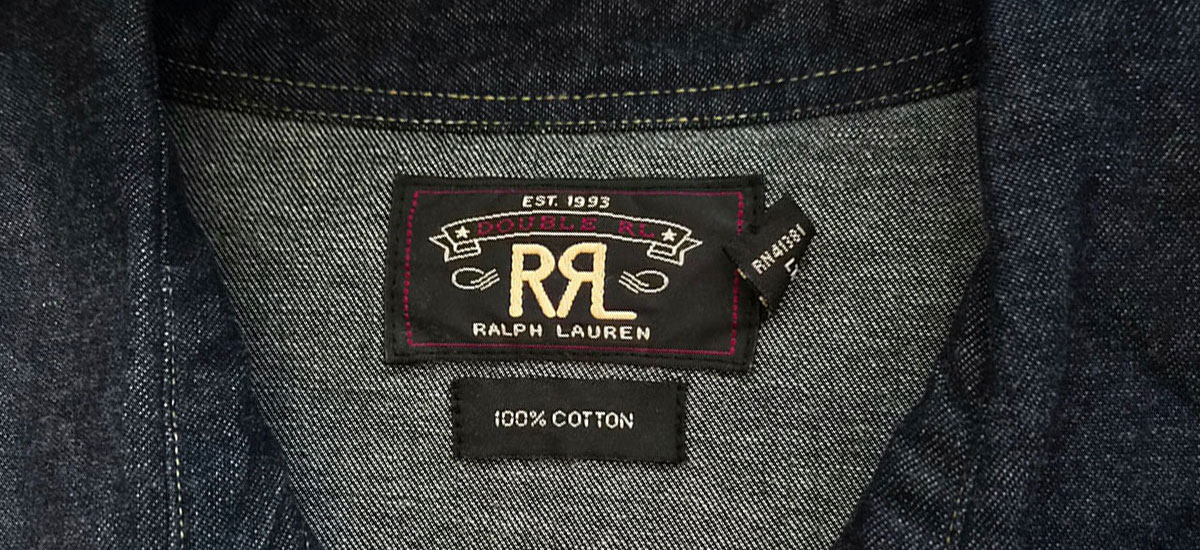 EST. 1993
DOUBLE RL
RRL
RALPH LAUREN
RN41381
100% COTTON